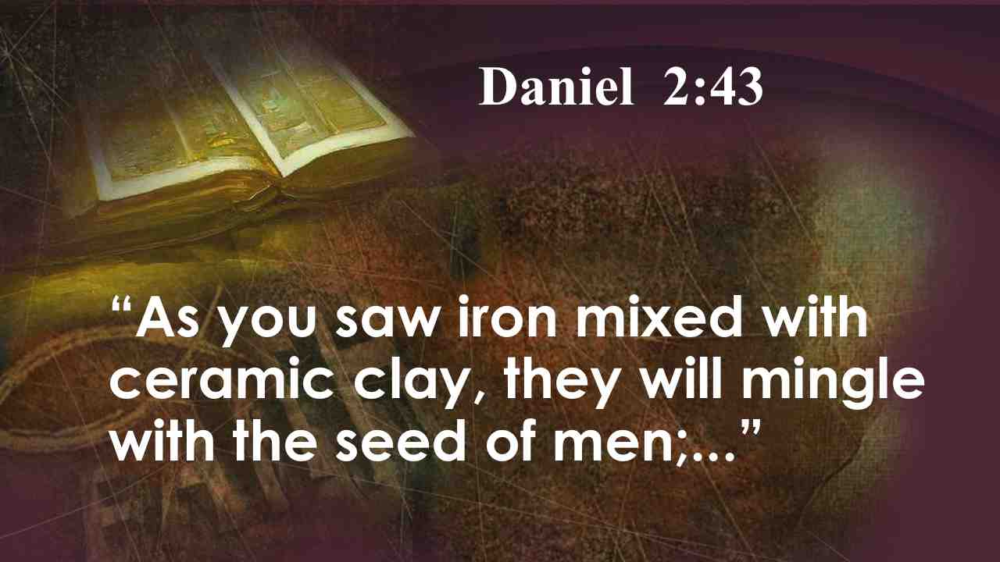 Daniel 2:43
“As you saw iron mixed with
ceramic clay, they will mingle
with the seed of men;...”